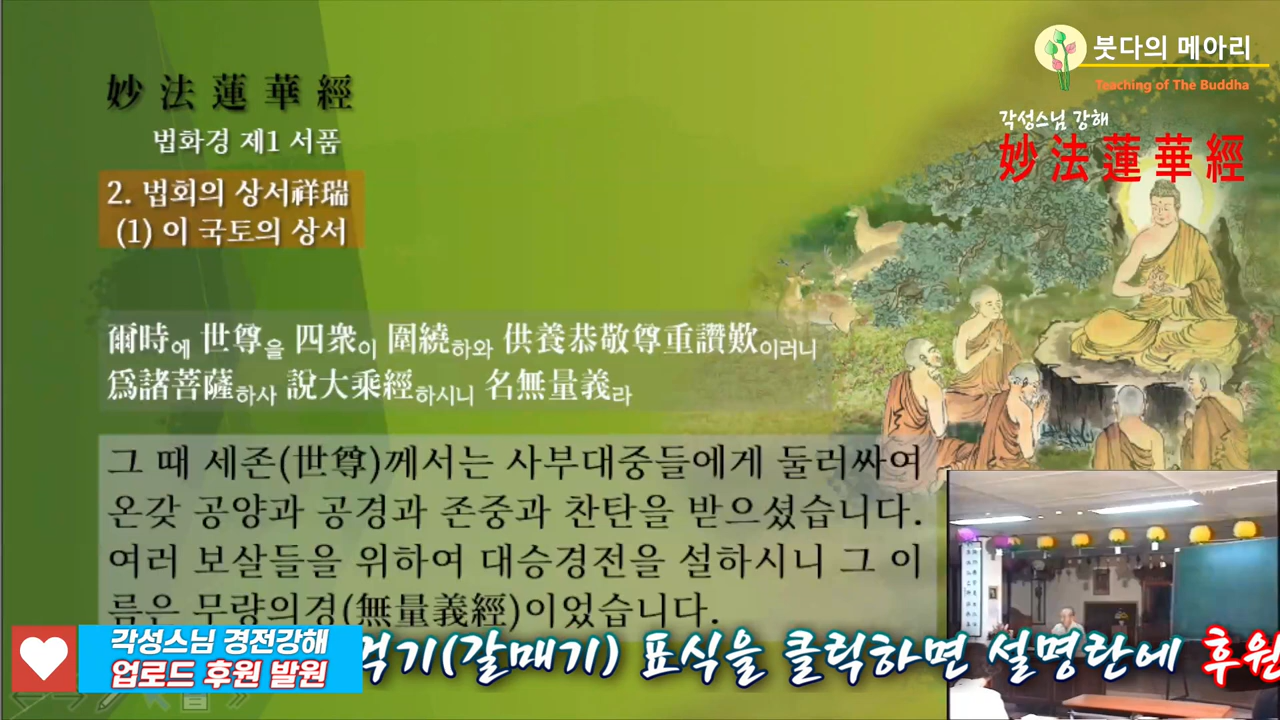 妙法蓮華經
법화경 제1 서품
2. 법회의 상서祥瑞
(1) 이 국토의 상서
爾時에 世尊을 四衆이 圍繞하와 供養恭敬尊重讚歎이러니
爲諸菩薩하사 說大乘經하시니 名無量義라
그 때 세존(世尊)께서는 사부대중들에게 둘러싸여
온갖 공양과 공경과 존중과 찬탄을 받으셨습니다.
여러 보살들을 위하여 대승경전을 설하시니 그 이
름은 무량의경(無量義經)이었습니다.
붓다의 메아리
Teaching of The Buddha
각성스님 강해
妙法蓮華經
각성스님 경전강해
업로드 후원 발원
꺽기(갈매기) 표식을 클릭하면 설명란에 후원